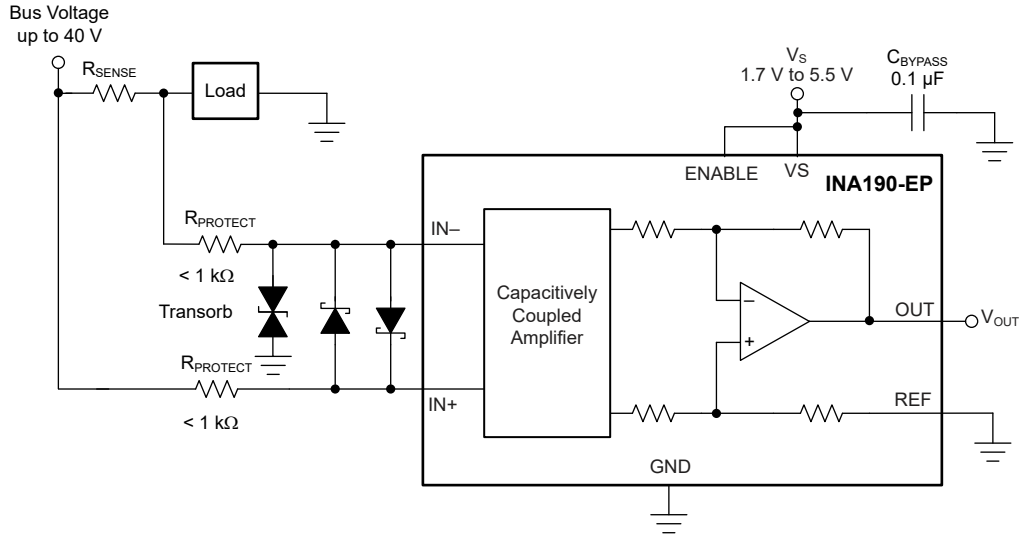 Bus Voltage
up to 40 V
RSENSE
Load
VS
1.7 V to 5.5 V
CBYPASS
0.1 µF
ENABLE
VS
INA190-EP
RPROTECT
< 1 kΩ
Transorb
IN–
Capacitively
Coupled
Amplifier
–
+
OUT
VOUT
RPROTECT
< 1 kΩ
IN+
REF
GND